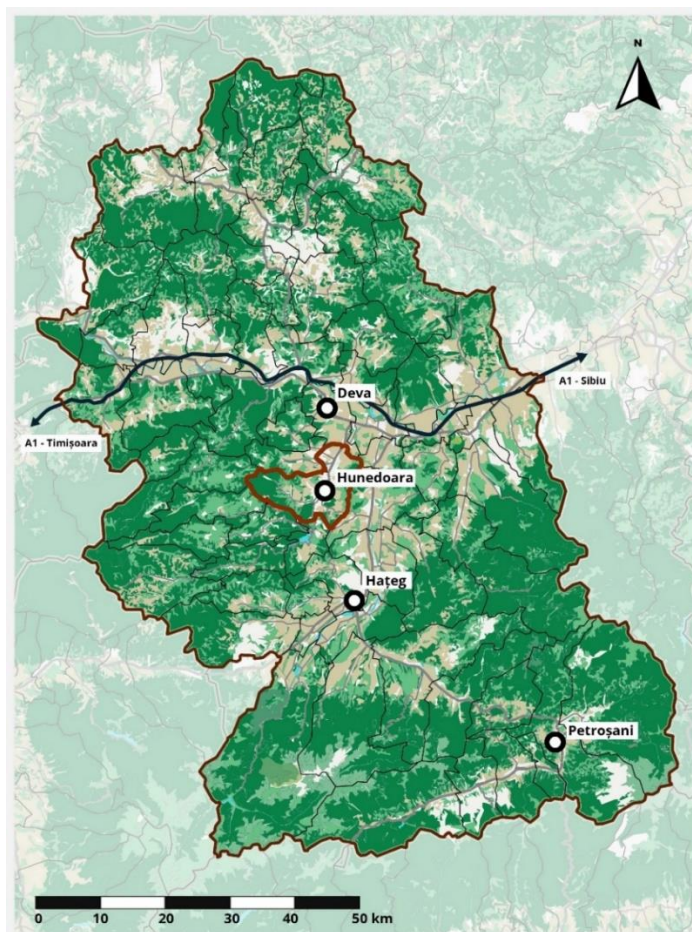 N
A1 - Sibiu
Deva
A1 - Timișoara
Hunedoara
Hațeg
Petroșani
0 10 20 30 40 50 km